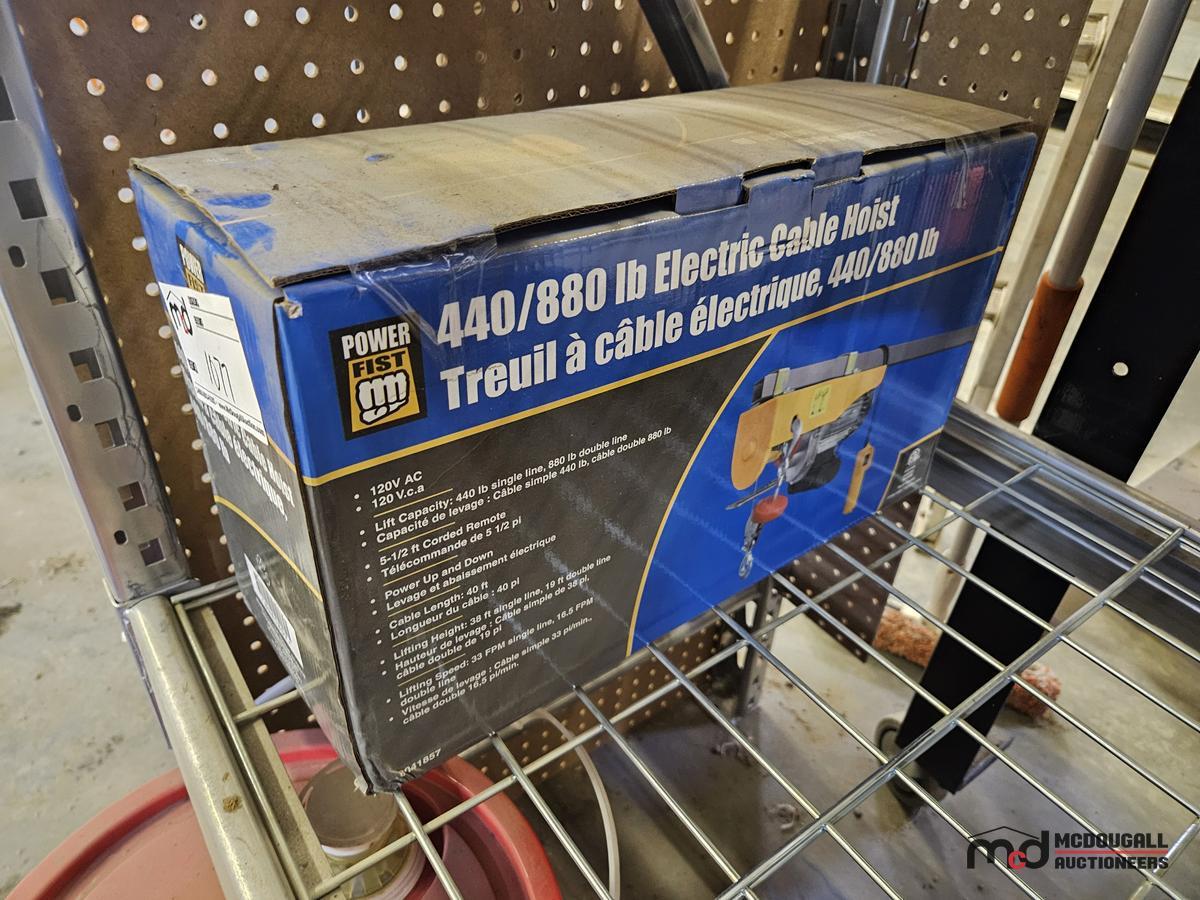 440/880 lb Electric Cable Hoist
Treuil à câble électrique, 440/880 lb
POWER
FIST
• 120V AC
• 120 V.c.a
• Lift Capacity: 440 lb single line, 880 lb double line
• Capacité de levage : Câble simple 440 lb, câble double 880 lb
• 5-1/2 ft Corded Remote
• Télécommande de 5 1/2 pi
• Power Up and Down
• Levage et abaissement électrique
• Cable Length: 40 ft
• Longueur du câble : 40 pi
• Lifting Height: 38 ft single line, 19 ft double line
• Hauteur de levage : Câble simple de 38 pi,
câble double de 19 pi
• Lifting Speed: 33 FPM single line, 16.5 FPM
double line
• Vitesse de levage : Câble simple 33 pi/min.,
câble double 16,5 pi/min.
POWER
FIST
mcd
1077
mcd MCDOUGALL
AUCTIONEERS